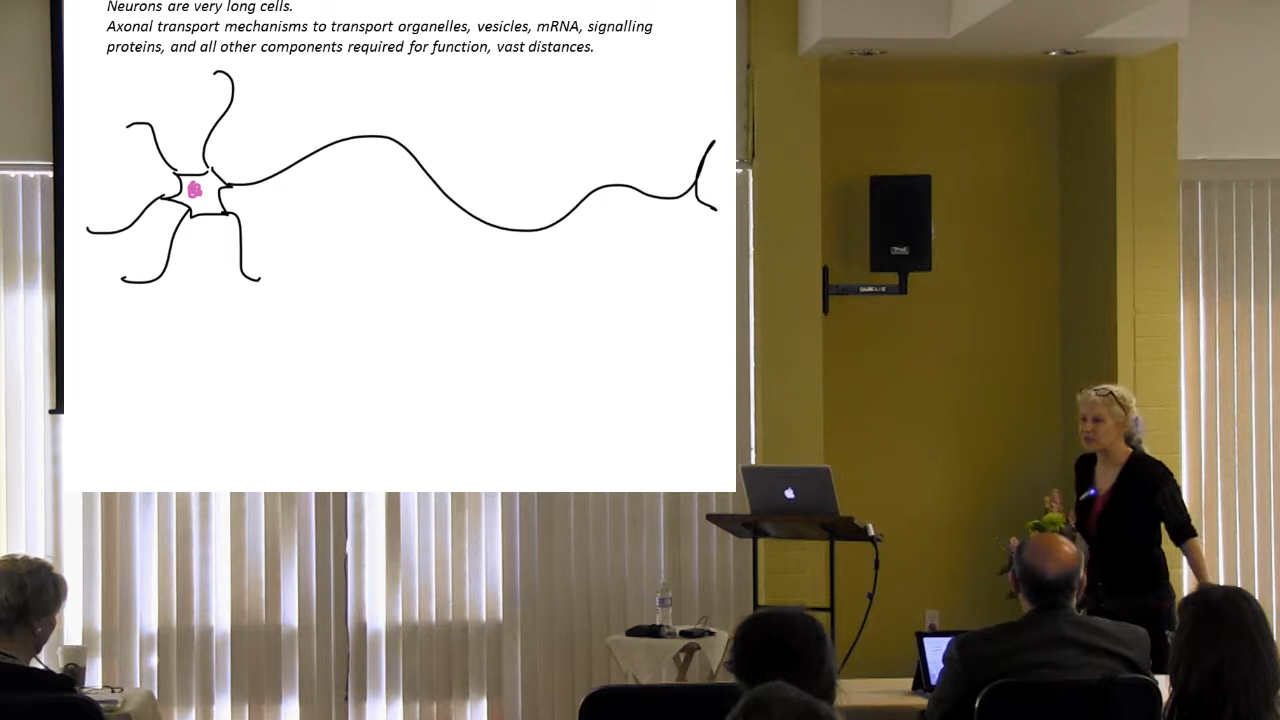 Neurons are very long cells.
Axonal transport mechanisms to transport organelles, vesicles, mRNA, signalling
proteins, and all other components required for function, vast distances.